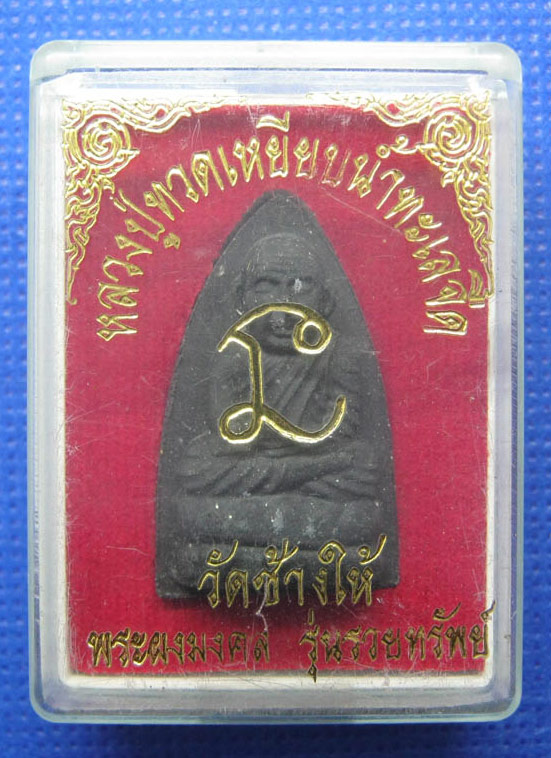 หลวงปู่ทวดเหยียบน้ำทะเลจืด
วัดช้างให้
พระผงมงคล รุ่นรวยทรัพย์